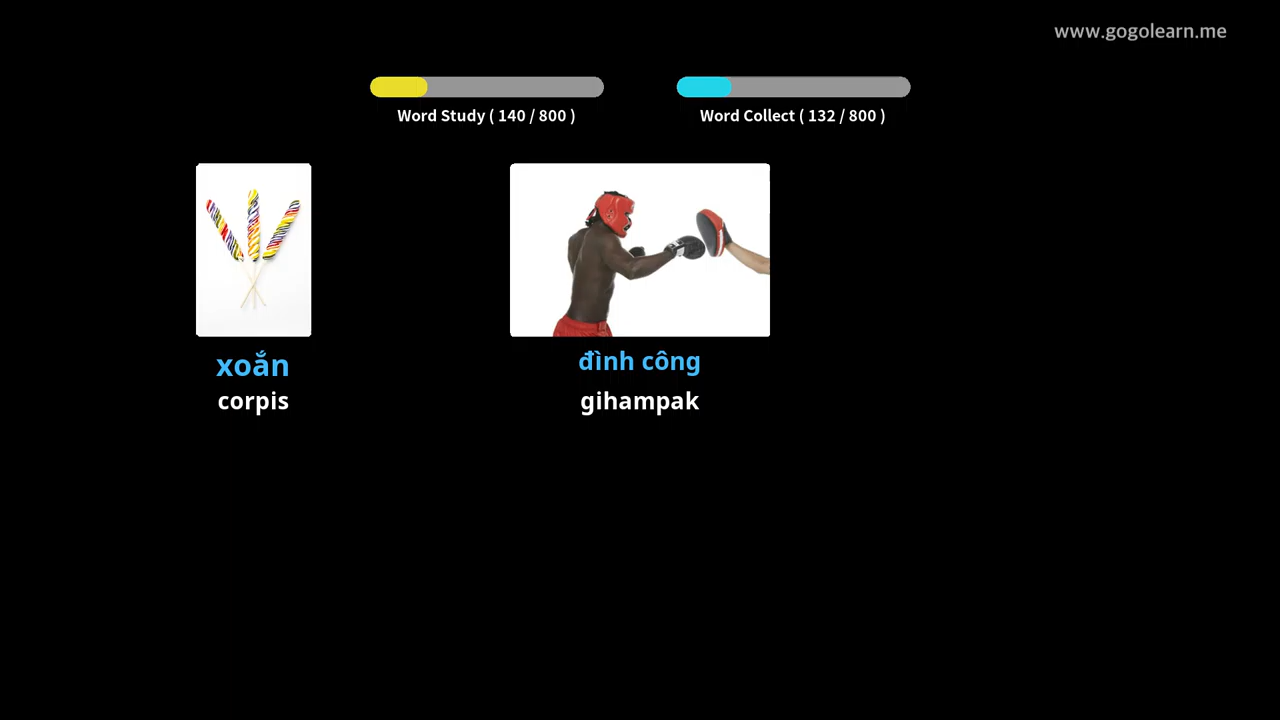 www.gogolearn.me
Word Study ( 140 / 800 )
Word Collect ( 132 / 800 )
xoắn
corpis
đình công
gihampak